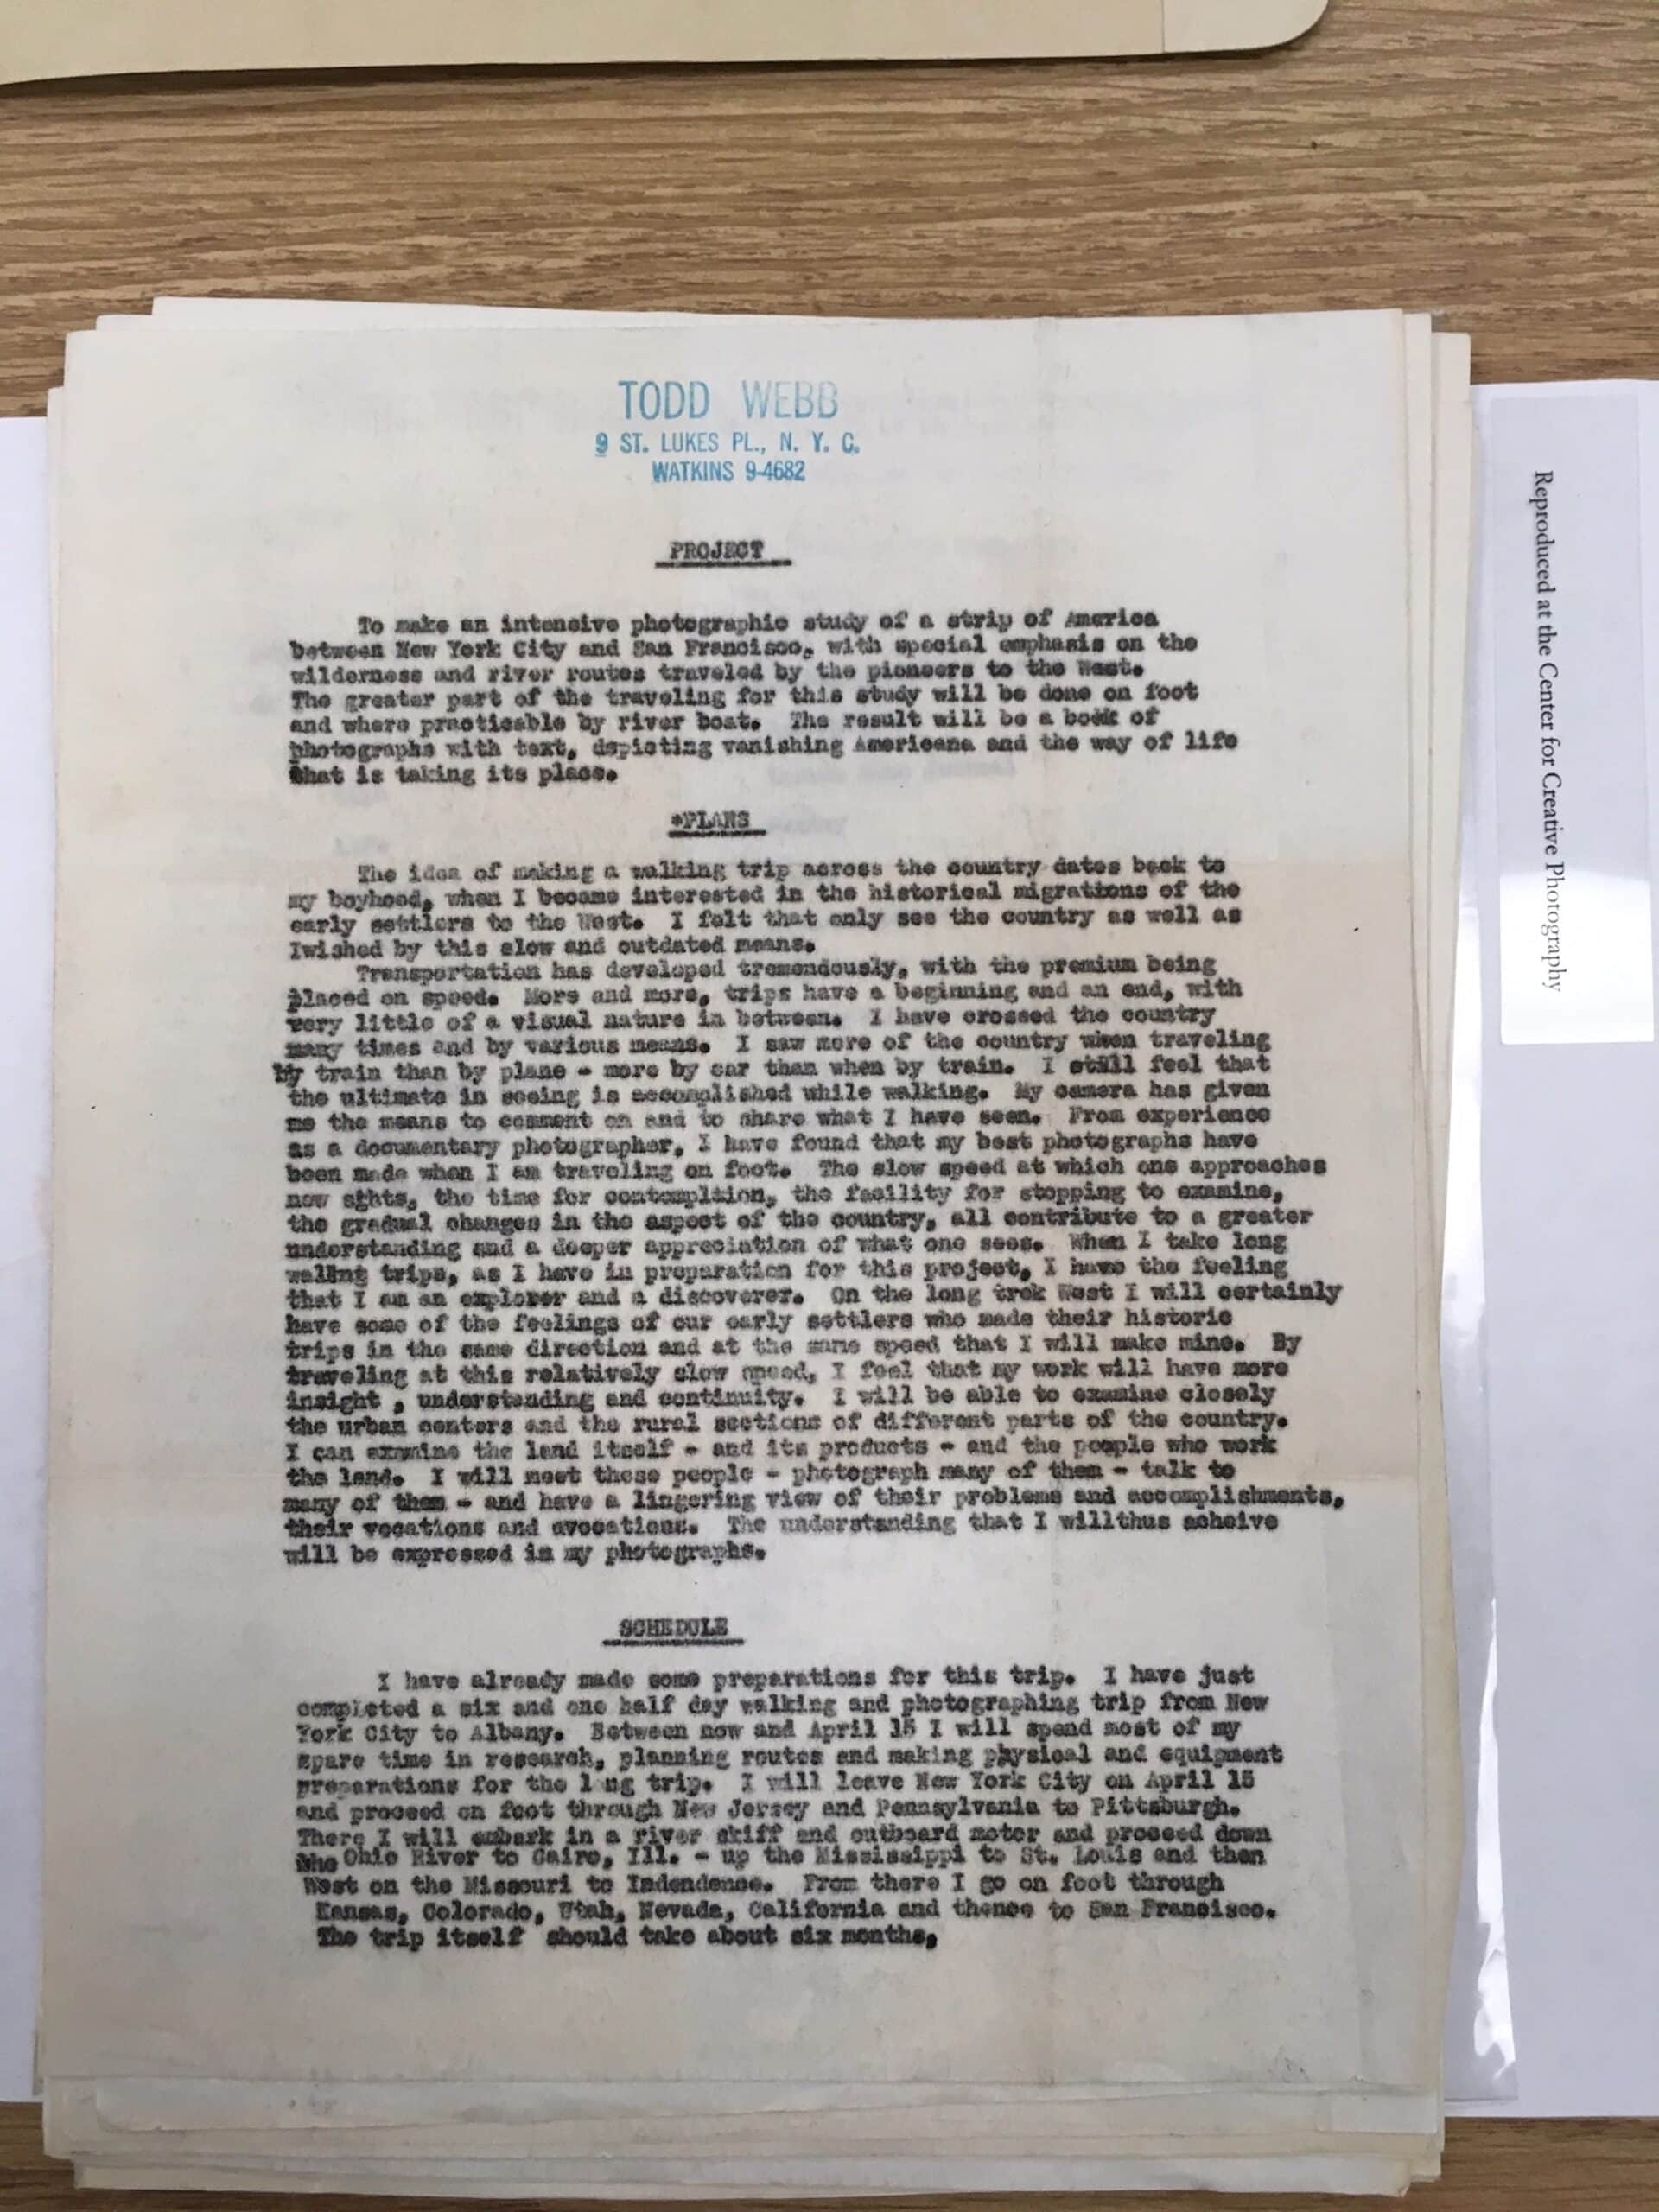 TODD WEBB
9 ST. LUKES PL., N. Y. C.
WATKINS 9-4682
PROJECT
To make an intensive photographic study of a strip of America
between New York City and San Francisco, with special emphasis on the
wilderness and river routes traveled by the pioneers to the West.
The greater part of the traveling for this study will be done on foot
and where practicable by river boat. The result will be a book of
photographs with text, depicting vanishing Americana and the way of life
that is taking its place.
*PLANS
The idea of making a walking trip across the country dates back to
my boyhood, when I became interested in the historical migrations of the
early settlers to the West. I felt that only see the country as well as
Iwished by this slow and outdated means.
Transportation has developed tremendously, with the premium being
placed on speed. More and more, trips have a beginning and an end, with
very little of a visual nature in between. I have crossed the country
many times and by various means. I saw more of the country when traveling
by train than by plane - more by car than when by train. I still feel that
the ultimate in seeing is accomplished while walking. My camera has given
me the means to comment on and to share what I have seen. From experience
as a documentary photographer, I have found that my best photographs have
been made when I am traveling on foot. The slow speed at which one approaches
new sghts, the time for contempltion, the facility for stopping to examine,
the gradual changes in the aspect of the country, all contribute to a greater
understanding and a deeper appreciation of what one sees. When I take long
walkng trips, as I have in preparation for this project, I have the feeling
that I am an explorer and a discoverer. On the long trek West I will certainly
have some of the feelings of our early settlers who made their historic
trips in the same direction and at the same speed that I will make mine. By
traveling at this relatively slow speed, I feel that my work will have more
insight , understanding and continuity. I will be able to examine closely
the urban centers and the rural sections of different parts of the country.
I can examine the land itself - and its products - and the people who work
the land. I will meet these people - photograph many of them - talk to
many of them - and have a lingering view of their problems and accomplishments,
their vocations and avocations. The understanding that I willthus acheive
will be expressed in my photographs.
SCHEDULE
I have already made some preparations for this trip. I have just
completed a six and one half day walking and photographing trip from New
York City to Albany. Between now and April 15 I will spend most of my
spare time in research, planning routes and making physical and equipment
preparations for the l ng trip. I will leave New York City on April 15
and proceed on foot through New Jersey and Pennsylvania to Pittsburgh.
There I will embark in a river skiff and outboard motor and proceed down
the Ohio River to Cairo, Ill. - up the Mississippi to St. Louis and then
West on the Missouri to Indendense. From there I go on foot through
Kansas, Colorado, Utah, Nevada, California and thence to San Francisco.
The trip itself should take about six months,
Reproduced at the Center for Creative Photography